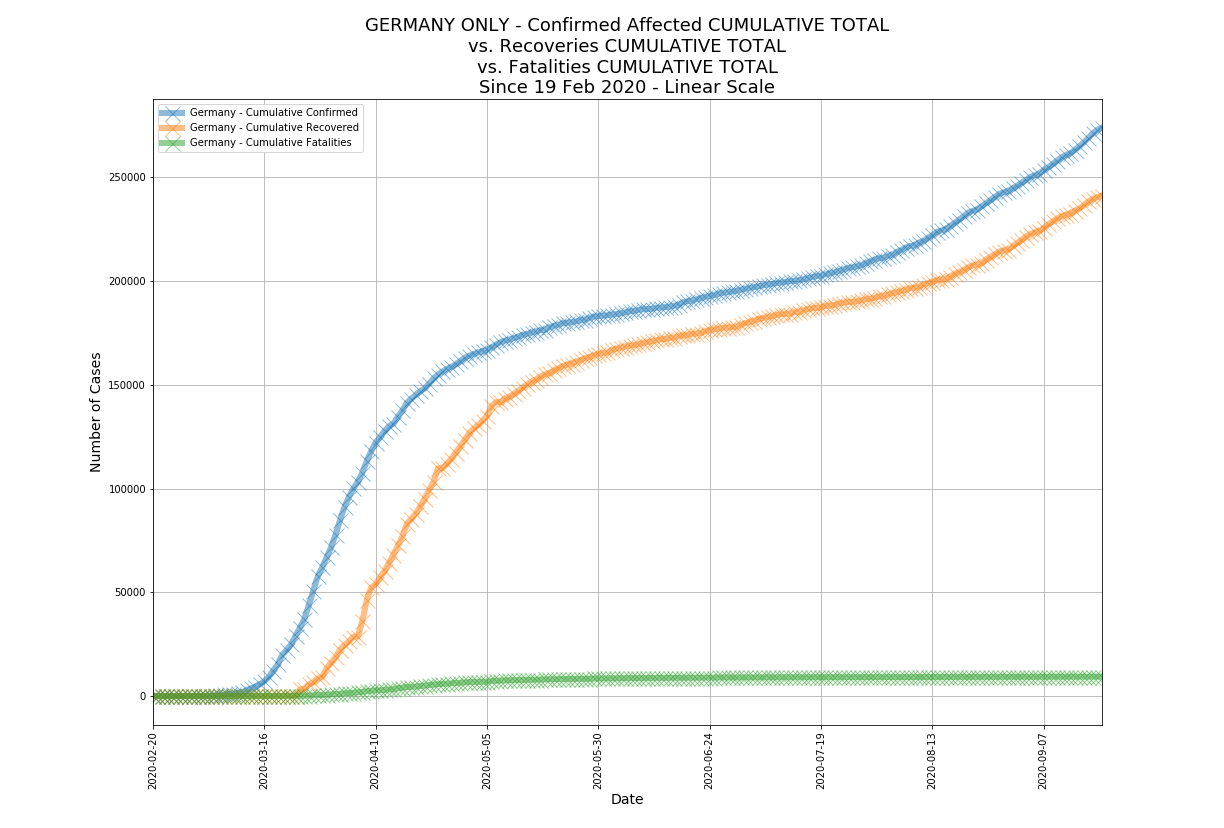 GERMANY ONLY - Confirmed Affected CUMULATIVE TOTAL
vs. Recoveries CUMULATIVE TOTAL
vs. Fatalities CUMULATIVE TOTAL
Since 19 Feb 2020 - Linear Scale
Germany - Cumulative Confirmed
Germany - Cumulative Recovered
Germany - Cumulative Fatalities
250000
200000
150000
100000
50000
0
Number of Cases
2020-02-20
2020-03-16
2020-04-10
2020-05-05
2020-05-30
2020-06-24
2020-07-19
2020-08-13
2020-09-07
Date